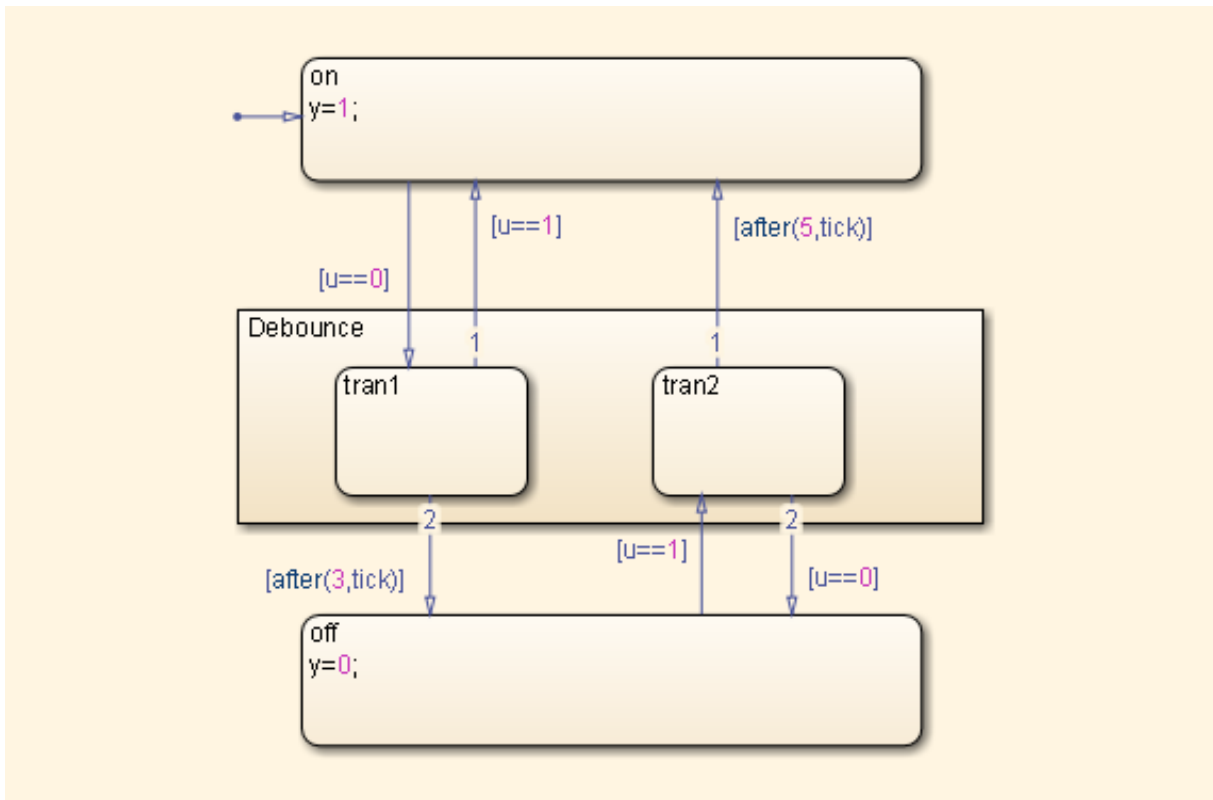 on
y=1;
[u==1]
[after(5,tick)]
[u==0]
Debounce
1
1
tran1
tran2
2
2
[u==1]
[after(3,tick)]
[u==0]
off
y=0;